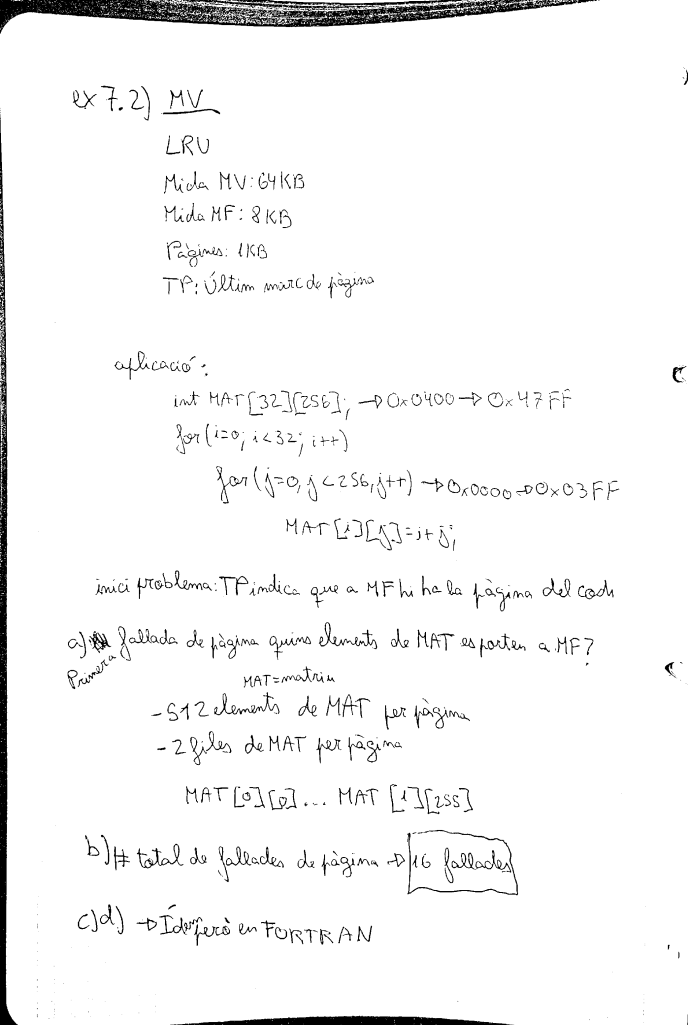 ex 7.2) MV
LRU
Mida MV: 64KB
Mida MF: 8KB
Pàgines: 1KB
TP: Últim marc de pàgina
aplicació:
int MAT[32][256]; → 0x0400 → 0x47FF
for (i=0; i<32; i++)
for (j=0, j<256, j++) → 0x0000 → 0x03FF
MAT[i][j]=i+j;
inici problema: TP indica que a MF hi ha la pàgina del codi
a) fallada de pàgina quins elements de MAT es porten a MF?
Primera
MAT=matriu
- 512 elements de MAT per pàgina
- 2 files de MAT per pàgina
MAT[0][0]... MAT [1][255]
b) # total de fallades de pàgina → 16 fallades
c)d) → Ídem però en FORTRAN